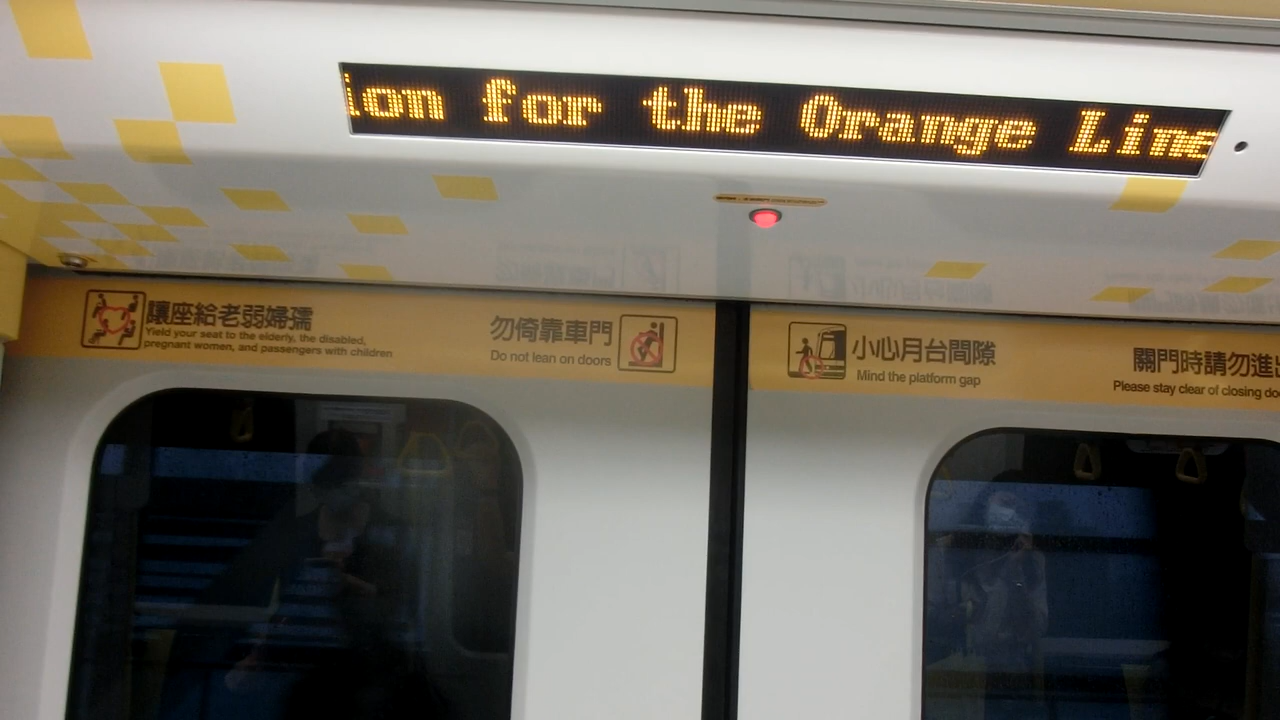 ion for the Orange Line
讓座給老弱婦孺
Yield your seat to the elderly, the disabled,
pregnant women, and passengers with children
勿倚靠車門
Do not lean on doors
小心月台間隙
Mind the platform gap
關門時請勿進出
Please stay clear of closing do